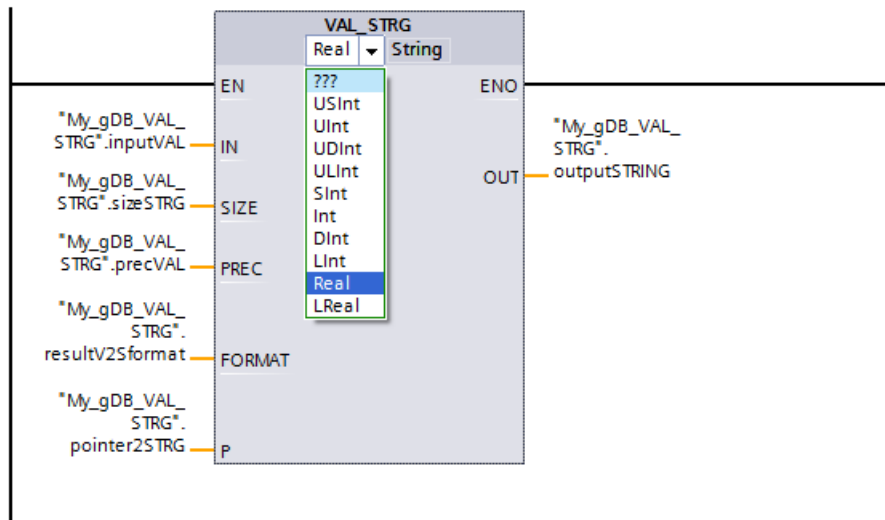 VAL_STRG
Real String
EN
???
ENO
USInt
UInt
UDInt
ULInt
SInt
Int
DInt
LInt
Real
LReal
"My_gDB_VAL_
STRG".inputVAL
IN
"My_gDB_VAL_
STRG".sizeSTRG
SIZE
"My_gDB_VAL_
STRG".precVAL
PREC
"My_gDB_VAL_
STRG".
resultV2Sformat
FORMAT
"My_gDB_VAL_
STRG".
pointer2STRG
P
OUT
"My_gDB_VAL_
STRG".
outputSTRING